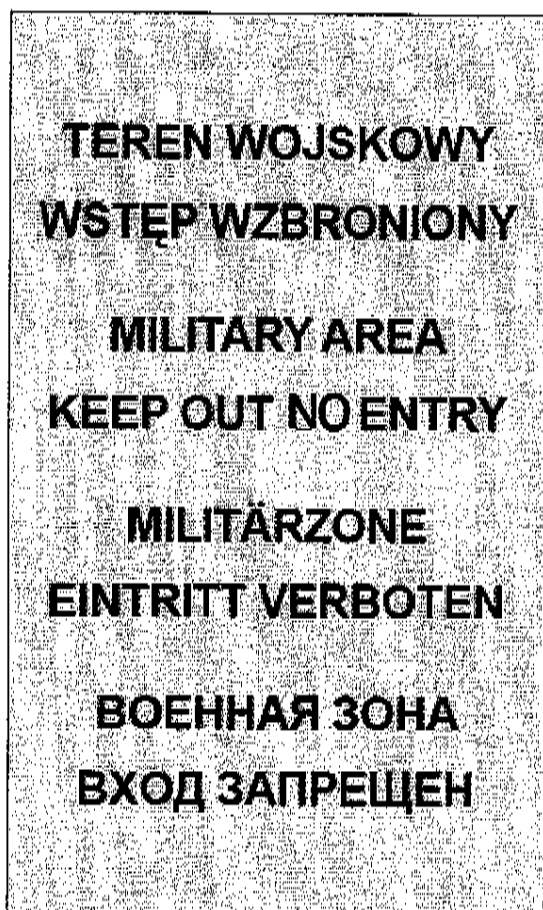 TEREN WOJSKOWY
WSTĘP WZBRONIONY
MILITARY AREA
KEEP OUT NO ENTRY
MILITÄRZONE
EINTRITT VERBOTEN
ВОЕННАЯ ЗОНА
ВХОД ЗАПРЕЩЕН